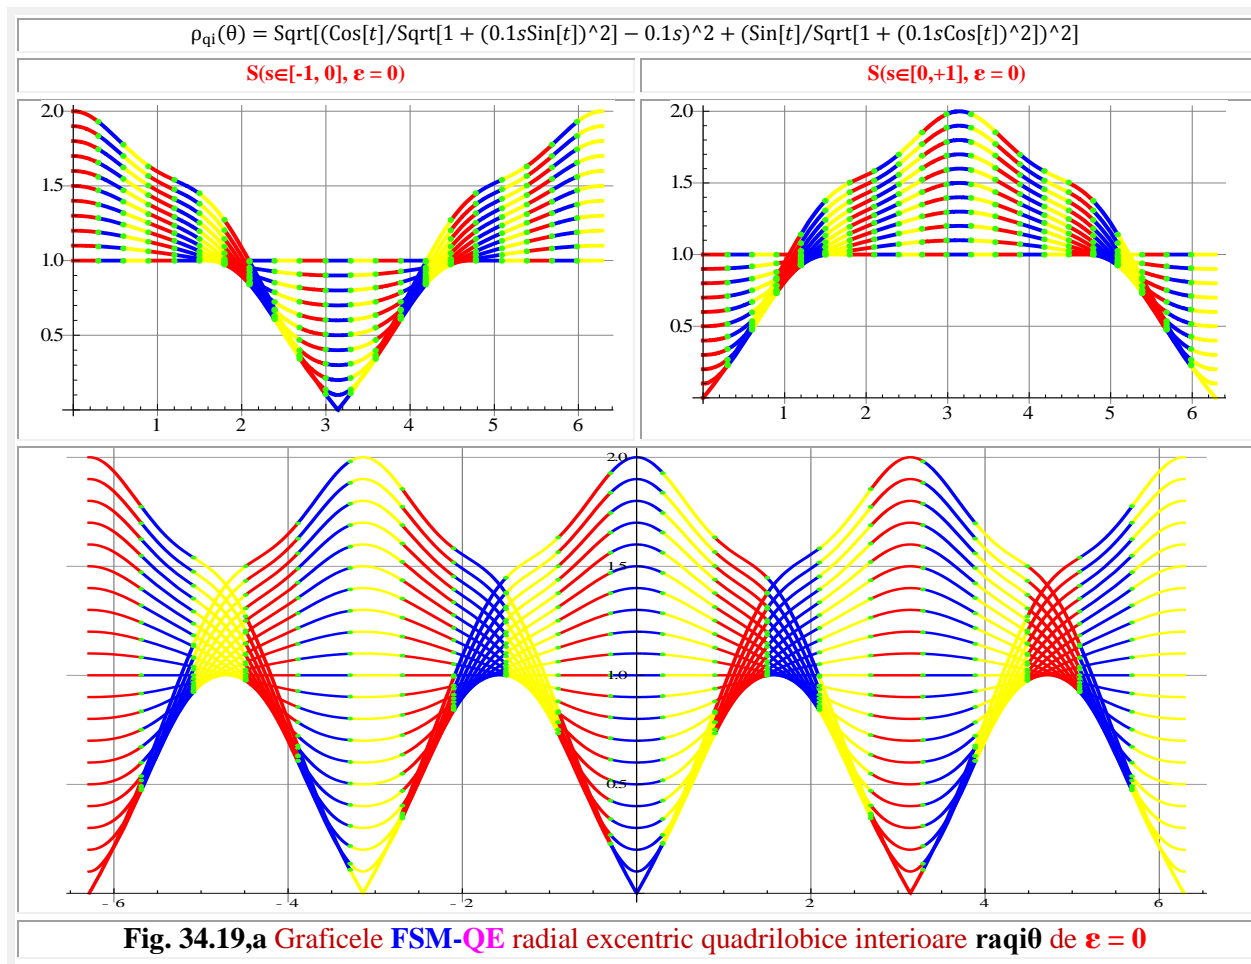 ρqi(θ) = Sqrt[(Cos[t]/Sqrt[1 + (0.1sSin[t])^2] − 0.1s)^2 + (Sin[t]/Sqrt[1 + (0.1sCos[t])^2])^2]
S(s∈[-1, 0], ε = 0)
S(s∈[0,+1], ε = 0)
2.0
1.5
1.0
0.5
1 2 3 4 5 6
2.0
1.5
1.0
0.5
1 2 3 4 5 6
2.0
1.5
1.0
0.5
- 6 - 4 - 2 2 4 6
Fig. 34.19,a Graficele FSM-QE radial excentric quadrilobice interioare raqiθ de ε = 0